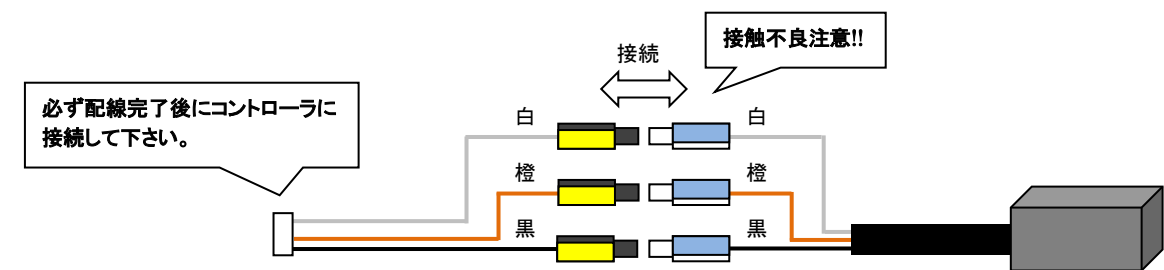 接触不良注意!!
接続
必ず配線完了後にコントローラに
接続して下さい。
白 白
橙 橙
黒 黒